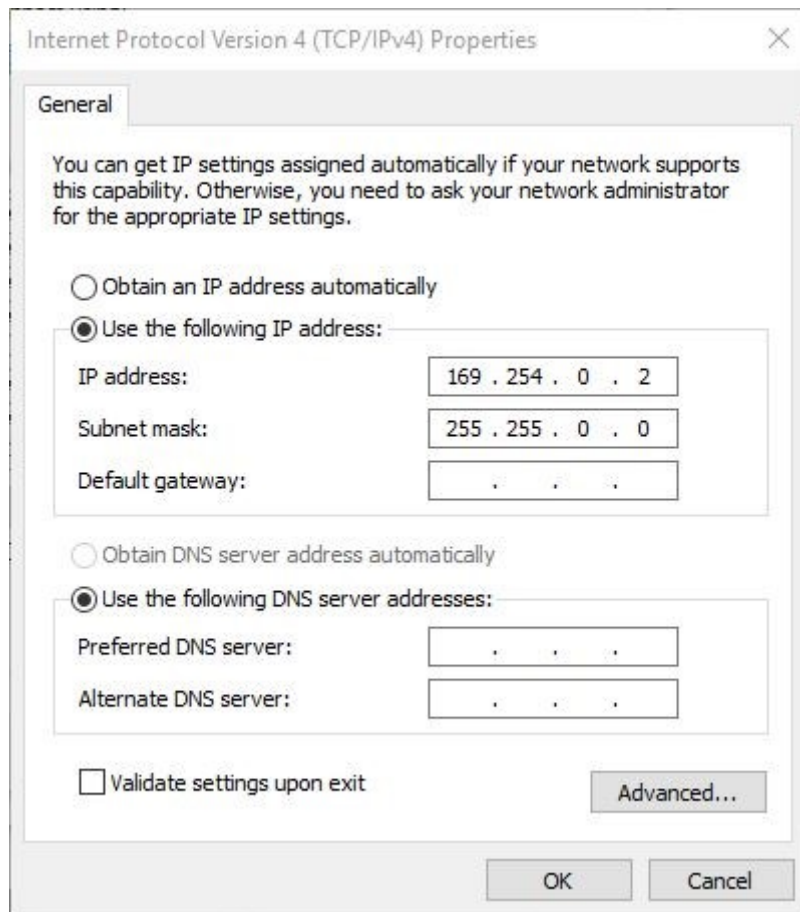 Internet Protocol Version 4 (TCP/IPv4) Properties
General
You can get IP settings assigned automatically if your network supports
this capability. Otherwise, you need to ask your network administrator
for the appropriate IP settings.
Obtain an IP address automatically
Use the following IP address:
IP address: 169 . 254 . 0 . 2
Subnet mask: 255 . 255 . 0 . 0
Default gateway: . . .
Obtain DNS server address automatically
Use the following DNS server addresses:
Preferred DNS server: . . .
Alternate DNS server: . . .
Validate settings upon exit
Advanced...
OK Cancel